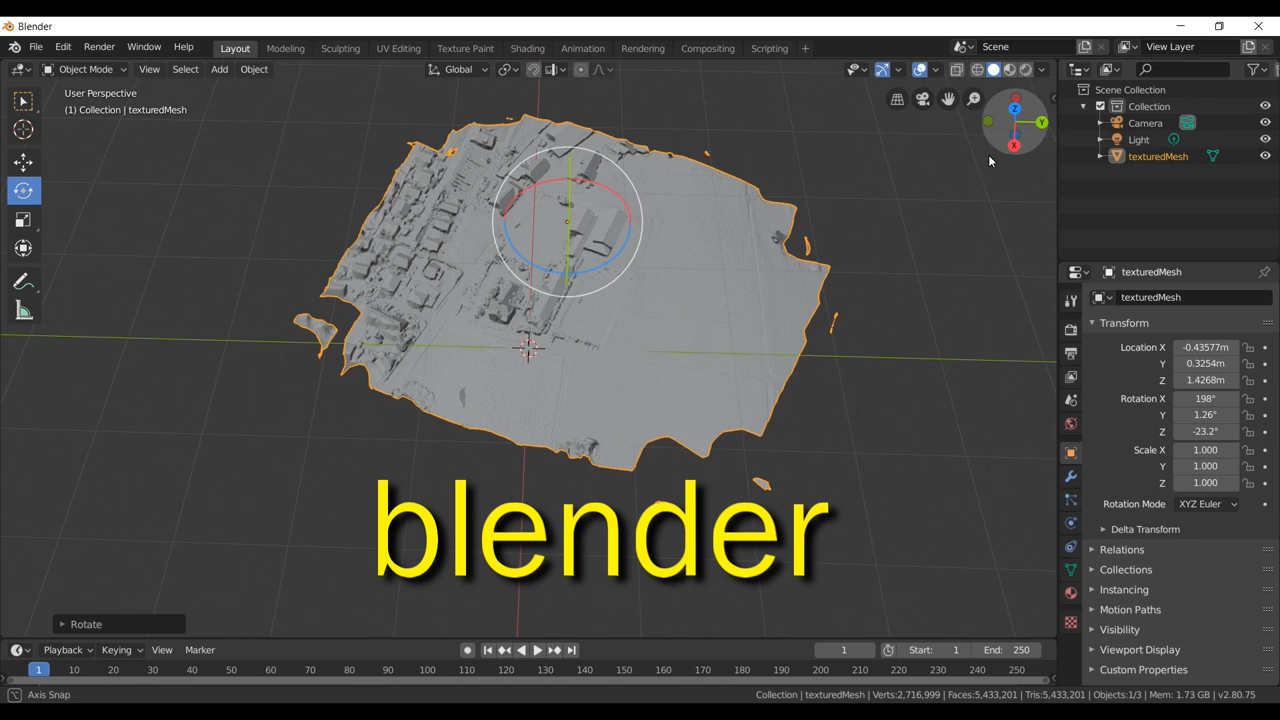 Blender
File Edit Render Window Help
Layout Modeling Sculpting UV Editing Texture Paint Shading Animation Rendering Compositing Scripting +
Scene
View Layer
Object Mode View Select Add Object
Global
User Perspective
(1) Collection | textured​Mesh
Z
Y
X
Scene Collection
Collection
Camera
Light
texturedMesh
texturedMesh
texturedMesh
Transform
Location X -0.43577m
Y 0.3254m
Z 1.4268m
Rotation X 198°
Y 1.26°
Z -23.2°
Scale X 1.000
Y 1.000
Z 1.000
Rotation Mode XYZ Euler
Delta Transform
Relations
Collections
Instancing
Motion Paths
Visibility
Viewport Display
Custom Properties
blender
Rotate
Playback Keying View Marker
1
Start: 1
End: 250
1 10 20 30 40 50 60 70 80 90 100 110 120 130 140 150 160 170 180 190 200 210 220 230 240 250
Axis Snap
Collection | texturedMesh | Verts:2,716,999 | Faces:5,433,201 | Tris:5,433,201 | Objects:1/3 | Mem: 1.73 GB | v2.80.75